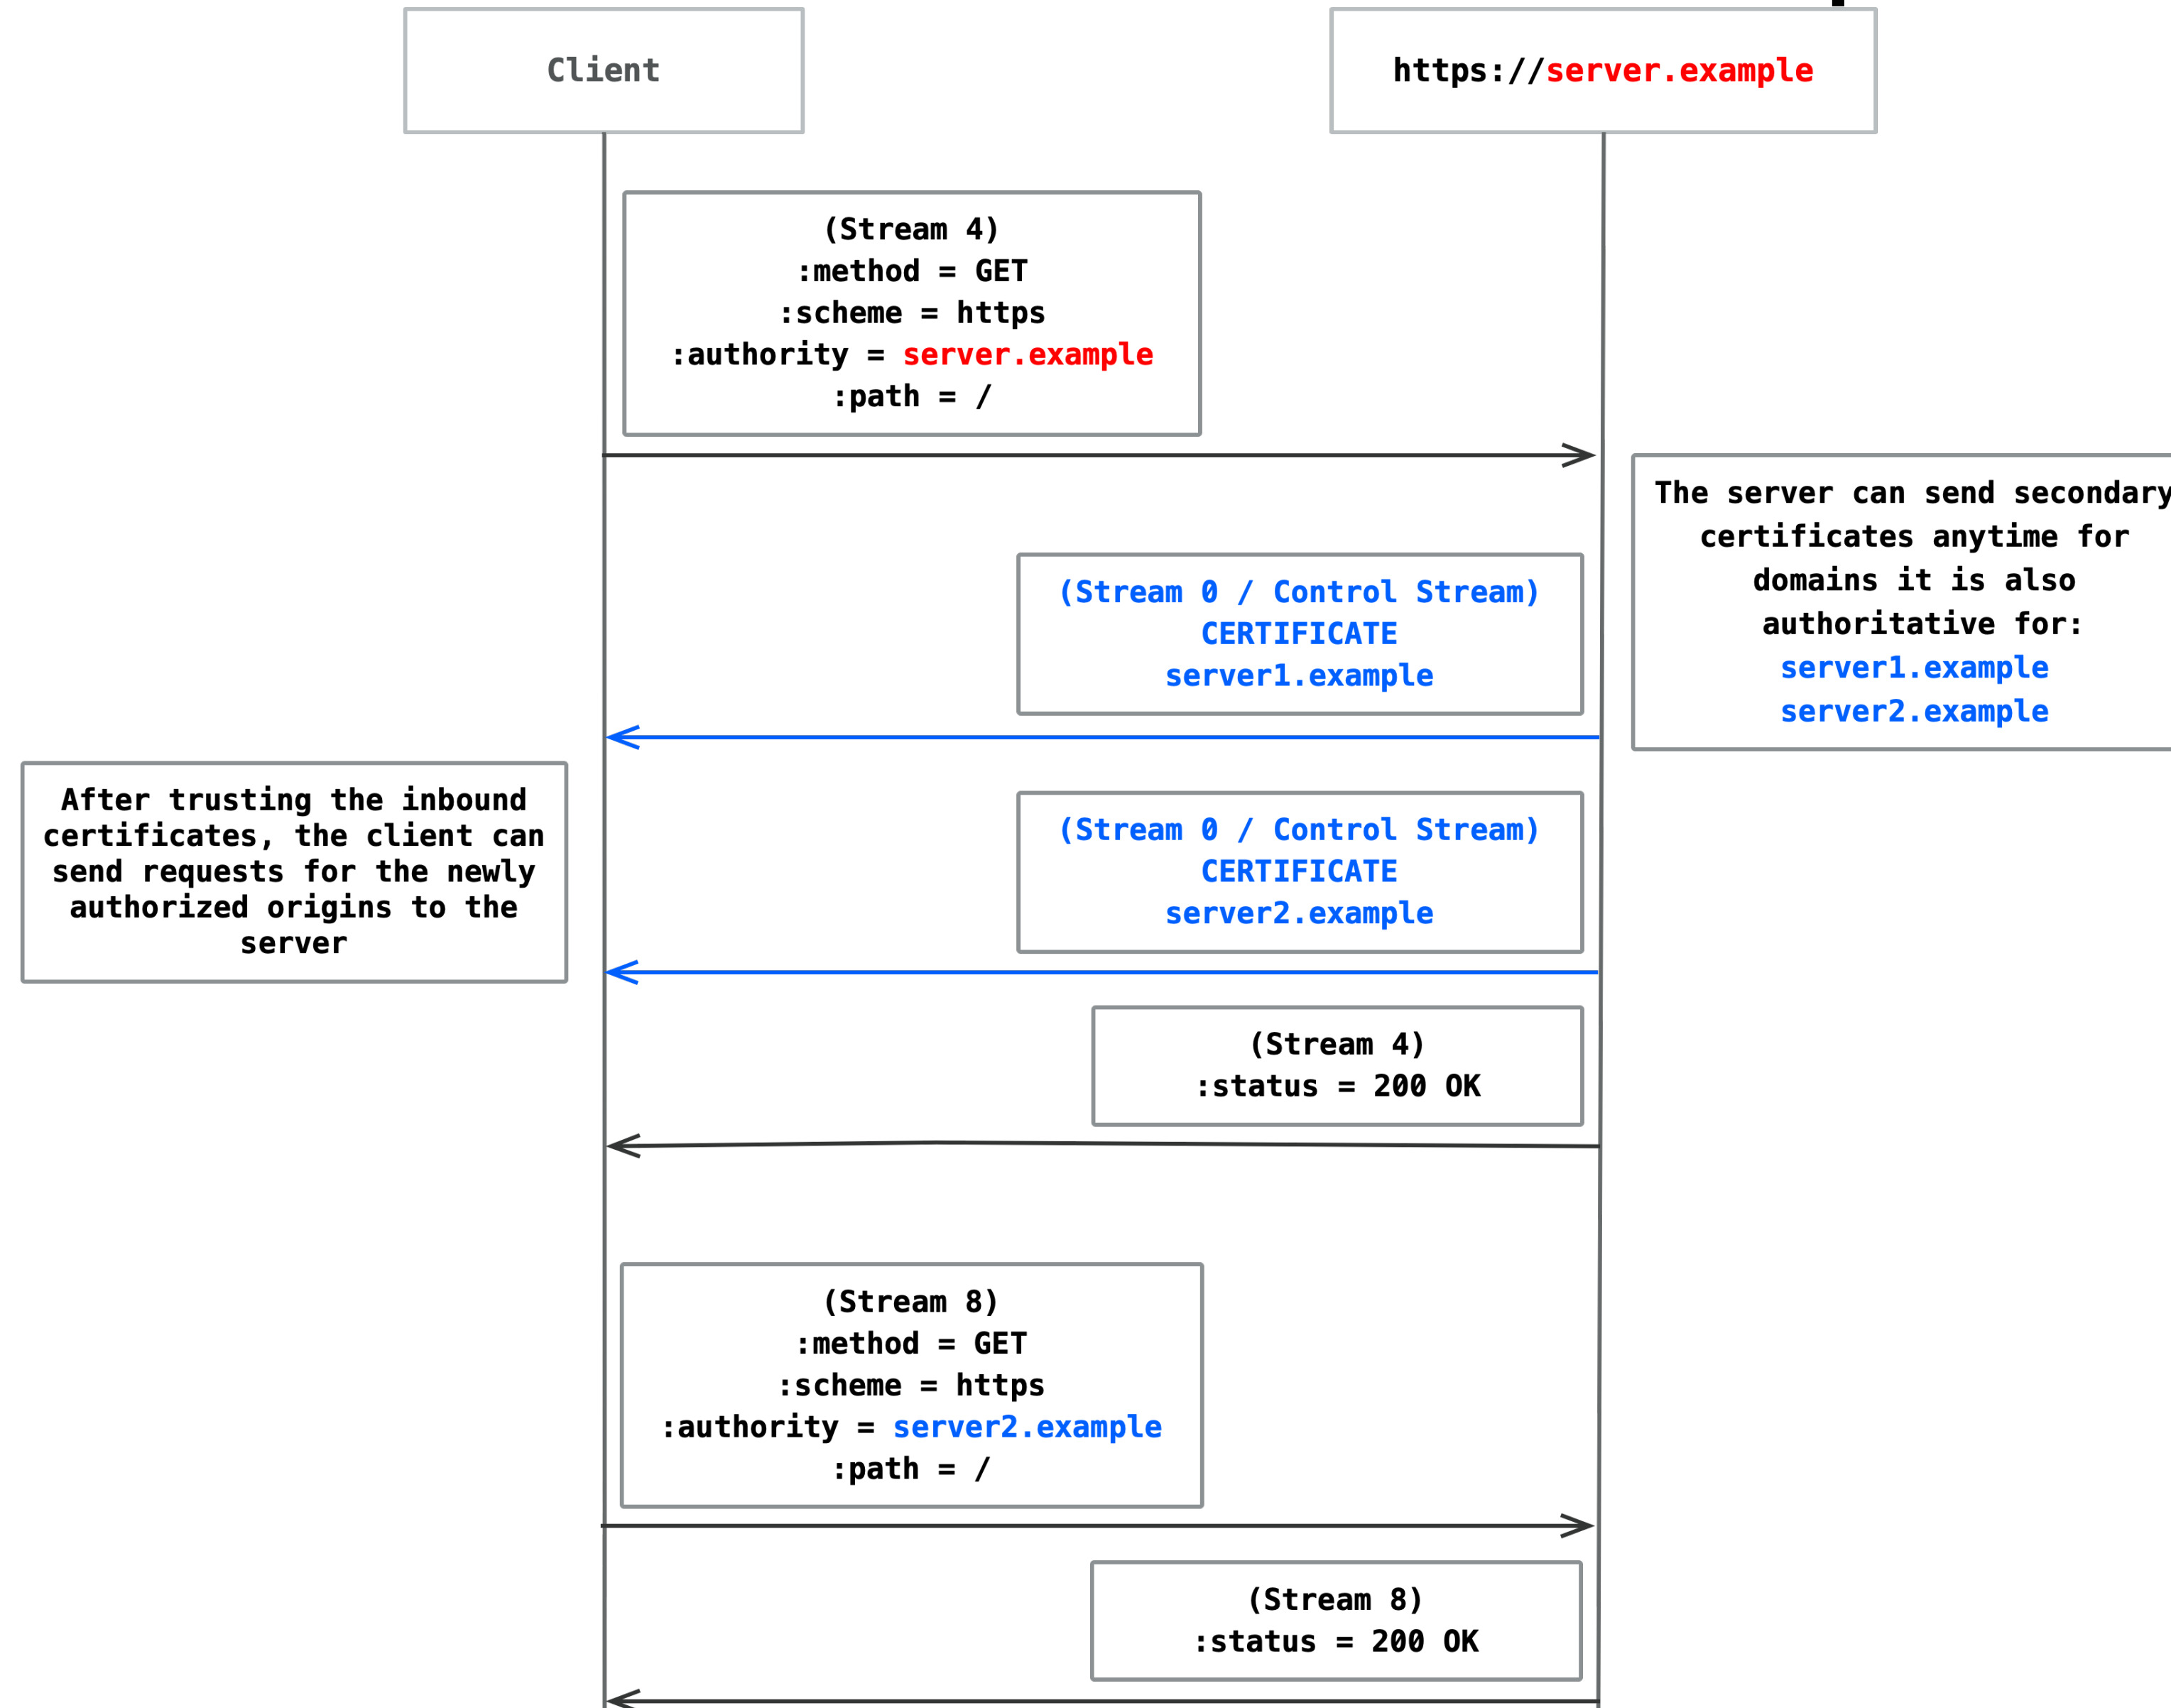 Client
https://server.example
(Stream 4)
:method = GET
:scheme = https
:authority = server.example
:path = /
The server can send secondary
certificates anytime for
domains it is also
authoritative for:
server1.example
server2.example
(Stream 0 / Control Stream)
CERTIFICATE
server1.example
After trusting the inbound
certificates, the client can
send requests for the newly
authorized origins to the
server
(Stream 0 / Control Stream)
CERTIFICATE
server2.example
(Stream 4)
:status = 200 OK
(Stream 8)
:method = GET
:scheme = https
:authority = server2.example
:path = /
(Stream 8)
:status = 200 OK